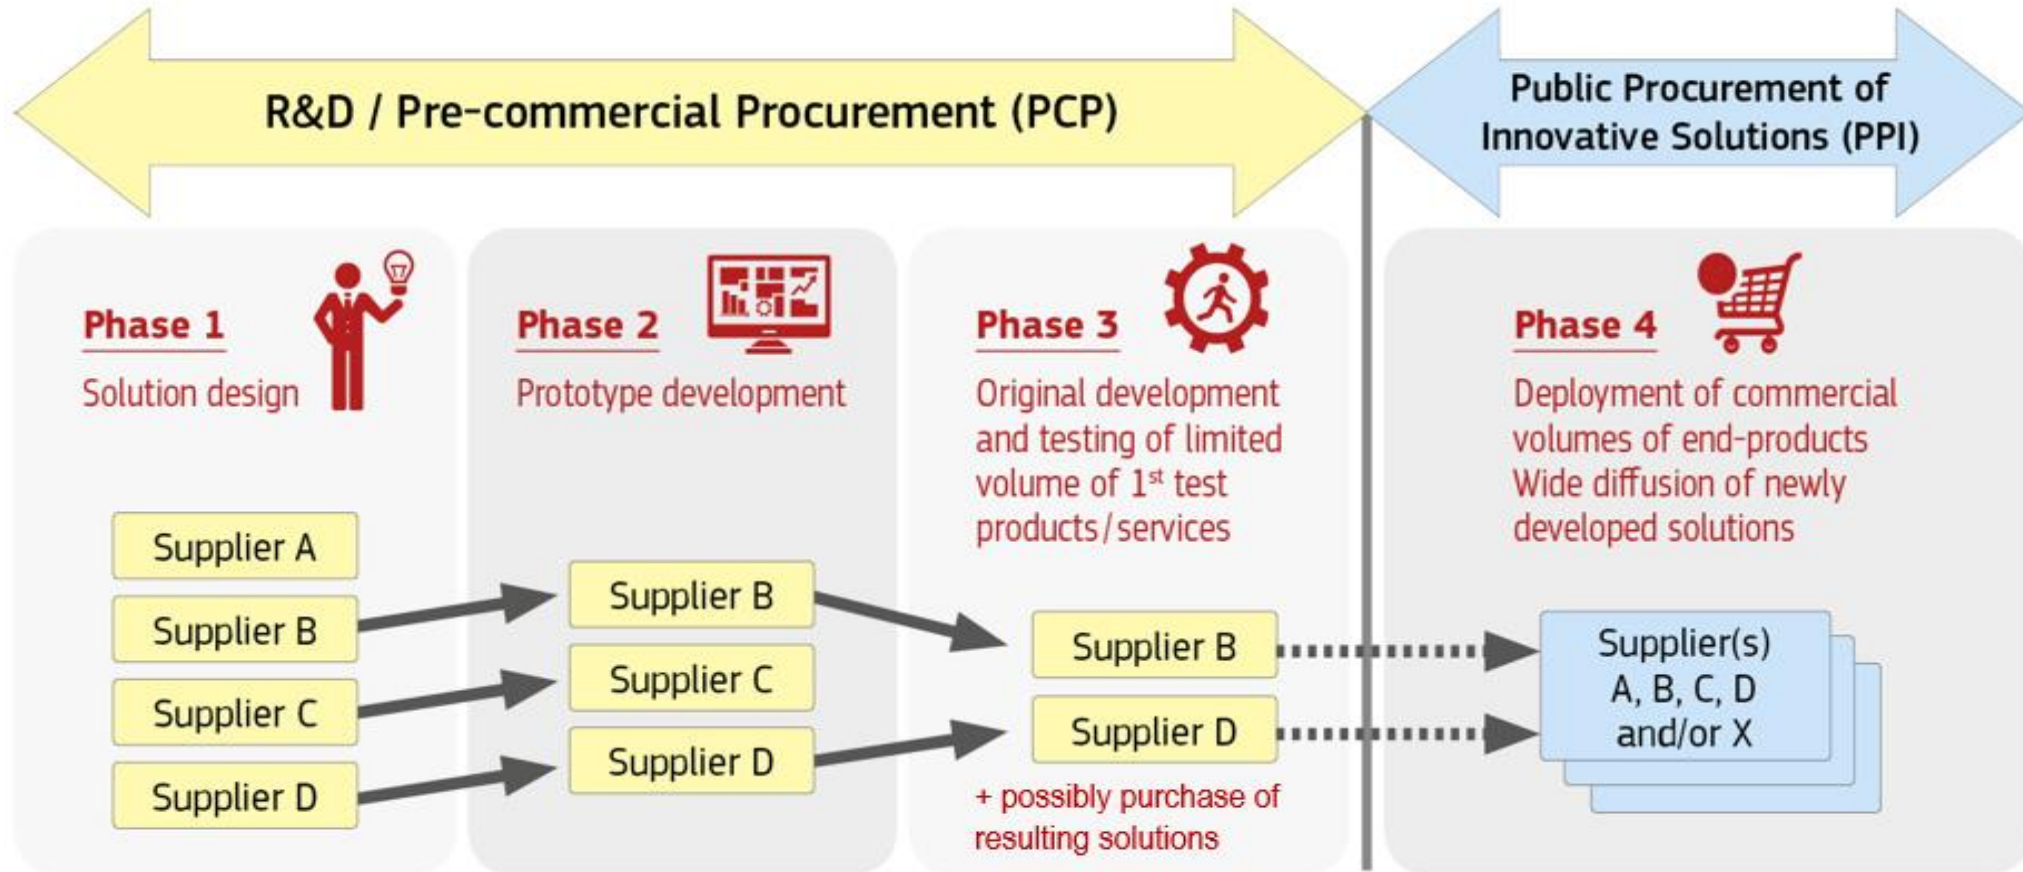 R&D / Pre-commercial Procurement (PCP)
Public Procurement of
Innovative Solutions (PPI)
Phase 1
Solution design
Supplier A
Supplier B
Supplier C
Supplier D
Phase 2
Prototype development
Supplier B
Supplier C
Supplier D
Phase 3
Original development
and testing of limited
volume of 1st test
products/services
Supplier B
Supplier D
+ possibly purchase of
resulting solutions
Phase 4
Deployment of commercial
volumes of end-products
Wide diffusion of newly
developed solutions
Supplier(s)
A, B, C, D
and/or X